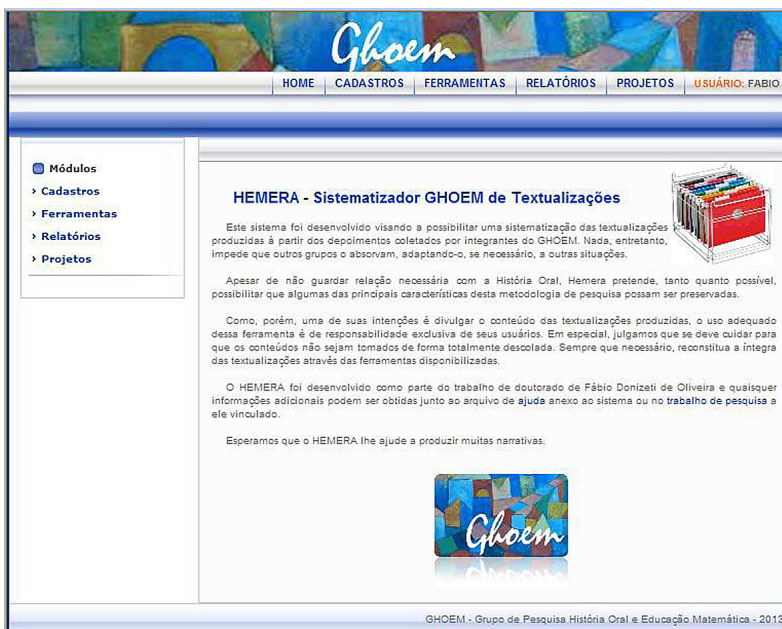 Ghoem
HOME CADASTROS FERRAMENTAS RELATÓRIOS PROJETOS USUÁRIO: FABIO
Módulos
Cadastros
Ferramentas
Relatórios
Projetos
HEMERA - Sistematizador GHOEM de Textualizações
Este sistema foi desenvolvido visando a possibilitar uma sistematização das textualizações
produzidas à partir dos depoimentos coletados por integrantes do GHOEM. Nada, entretanto,
impede que outros grupos o absorvam, adaptando-o, se necessário, a outras situações.
Apesar de não guardar relação necessária com a História Oral, Hemera pretende, tanto quanto possível,
possibilitar que algumas das principais características desta metodologia de pesquisa possam ser preservadas.
Como, porém, uma de suas intenções é divulgar o conteúdo das textualizações produzidas, o uso adequado
dessa ferramenta é de responsabilidade exclusiva de seus usuários. Em especial, julgamos que se deve cuidar para
que os conteúdos não sejam tomados de forma totalmente descolada. Sempre que necessário, reconstitua a íntegra
das textualizações através das ferramentas disponibilizadas.
O HEMERA foi desenvolvido como parte do trabalho de doutorado de Fábio Donizeti de Oliveira e quaisquer
informações adicionais podem ser obtidas junto ao arquivo de ajuda anexo ao sistema ou no trabalho de pesquisa a
ele vinculado.
Esperamos que o HEMERA lhe ajude a produzir muitas narrativas.
Ghoem
GHOEM - Grupo de Pesquisa História Oral e Educação Matemática - 2013